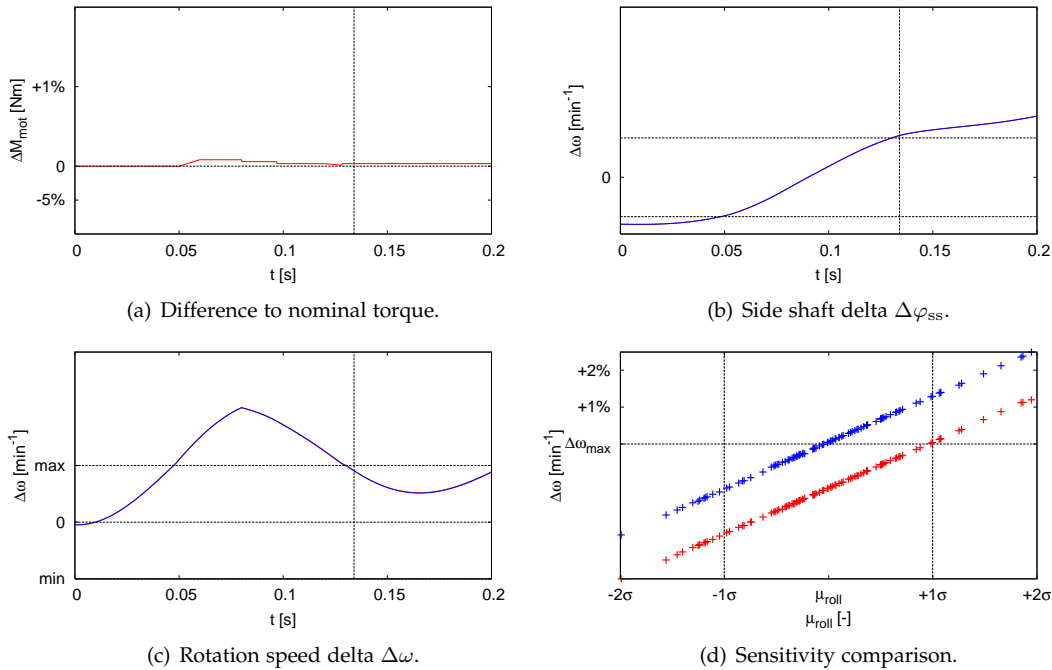 +1%
0
-5%
ΔM_mot [Nm]
0 0.05 0.1 0.15 0.2
t [s]
(a) Difference to nominal torque.
0
Δω [min⁻¹]
0 0.05 0.1 0.15 0.2
t [s]
(b) Side shaft delta Δφ_ss.
max
0
min
Δω [min⁻¹]
0 0.05 0.1 0.15 0.2
t [s]
(c) Rotation speed delta Δω.
+2%
+1%
Δω_max
Δω [min⁻¹]
-2σ -1σ μ_roll +1σ +2σ
μ_roll [-]
(d) Sensitivity comparison.